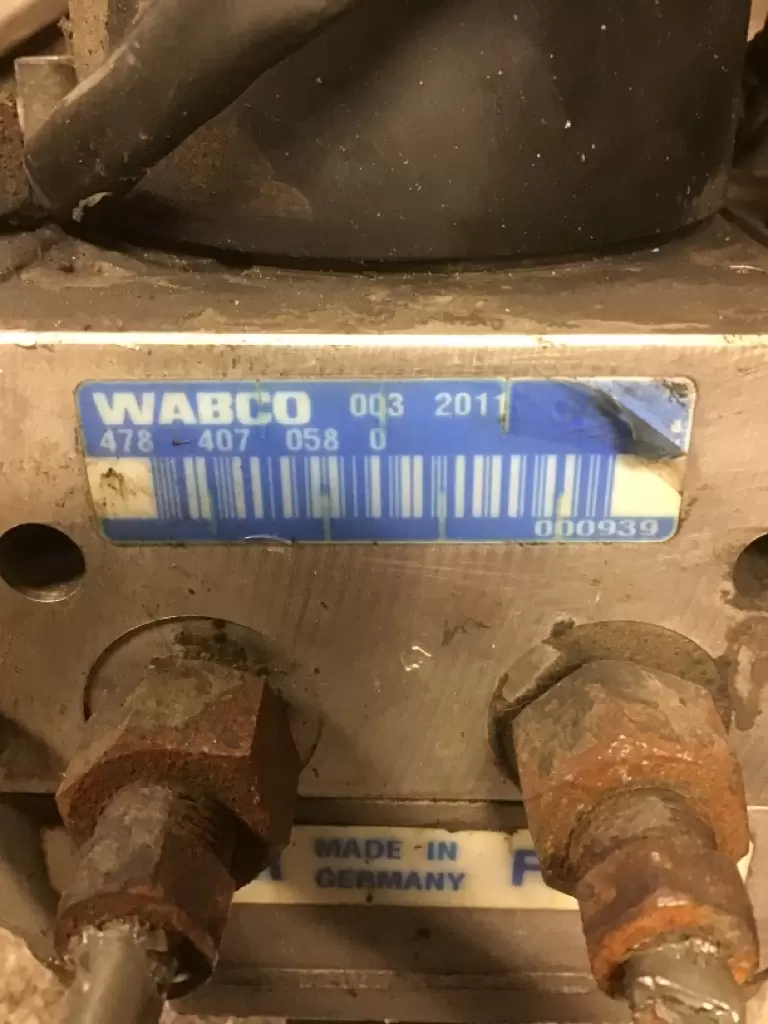 WABCO 003 2011
478 407 058 0
000939
MADE IN
GERMANY